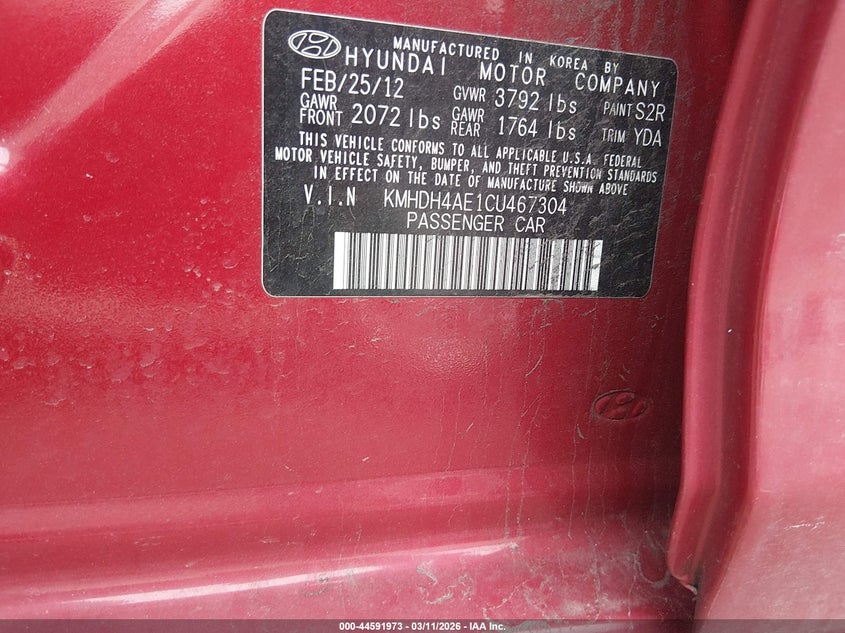 MANUFACTURED IN KOREA BY
HYUNDAI MOTOR COMPANY
FEB/25/12 GVWR 3792 lbs PAINT S2R
GAWR FRONT 2072 lbs GAWR REAR 1764 lbs TRIM YDA
THIS VEHICLE CONFORMS TO ALL APPLICABLE U.S.A. FEDERAL
MOTOR VEHICLE SAFETY, BUMPER, AND THEFT PREVENTION STANDARDS
IN EFFECT ON THE DATE OF MANUFACTURE SHOWN ABOVE
V.I.N KMHDH4AE1CU467304
PASSENGER CAR
000-44591973 - 03/11/2026 - IAA Inc.